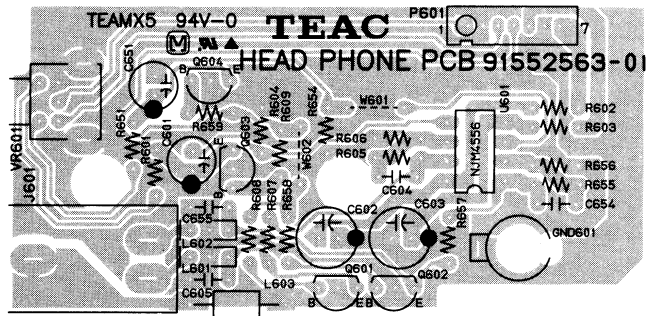 TEAMX5 94V-0 TEAC P601
1 7
HEAD PHONE PCB 91552563-01
C651 Q604
B E
R604
R609
R654
W601
U601
R602
R603
R651
R601
C601
R659
E
Q603
B
W602
R606
R605
NJM4556
C604
R656
R655
C654
VR601
J601
R608
R607
R658
C602 C603
R657
C655
L602
L601
C605
L603
GND601
Q601 Q602
B E B E